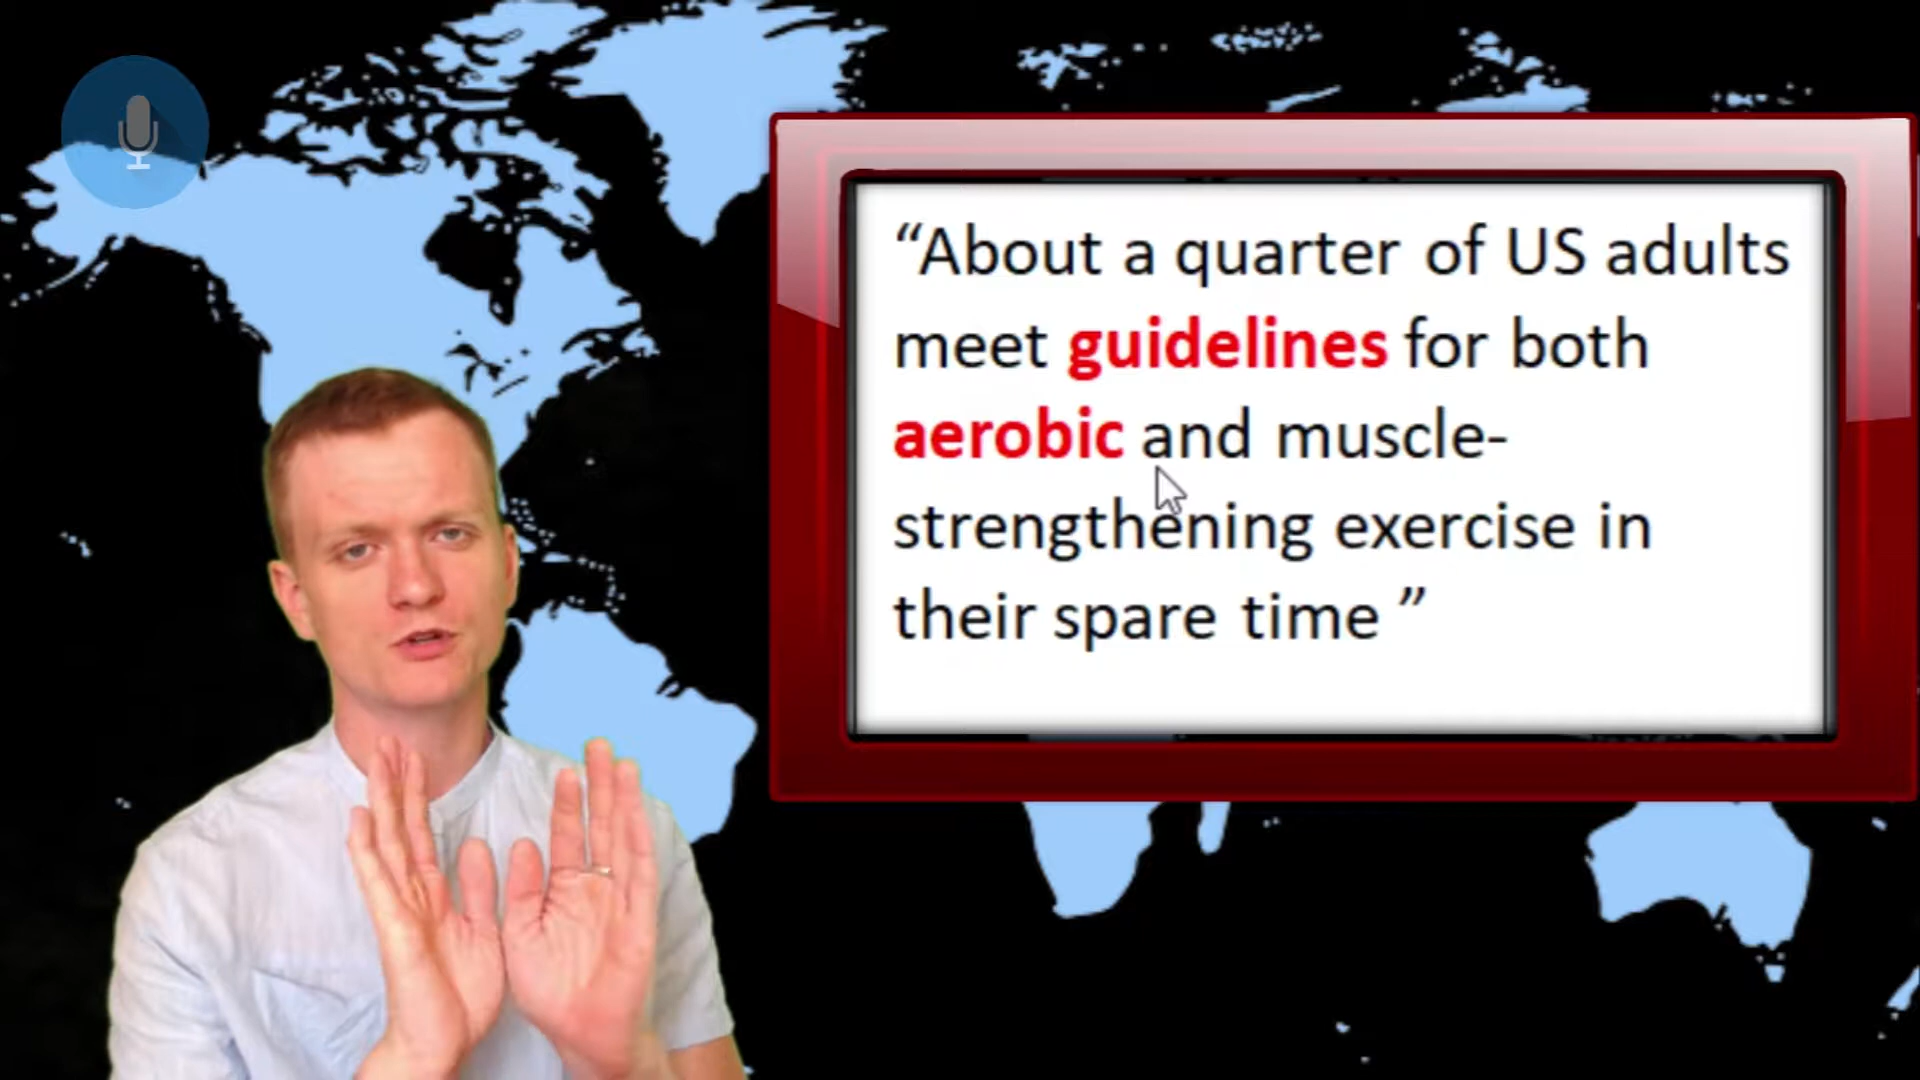 “About a quarter of US adults
meet guidelines for both
aerobic and muscle-
strengthening exercise in
their spare time ”